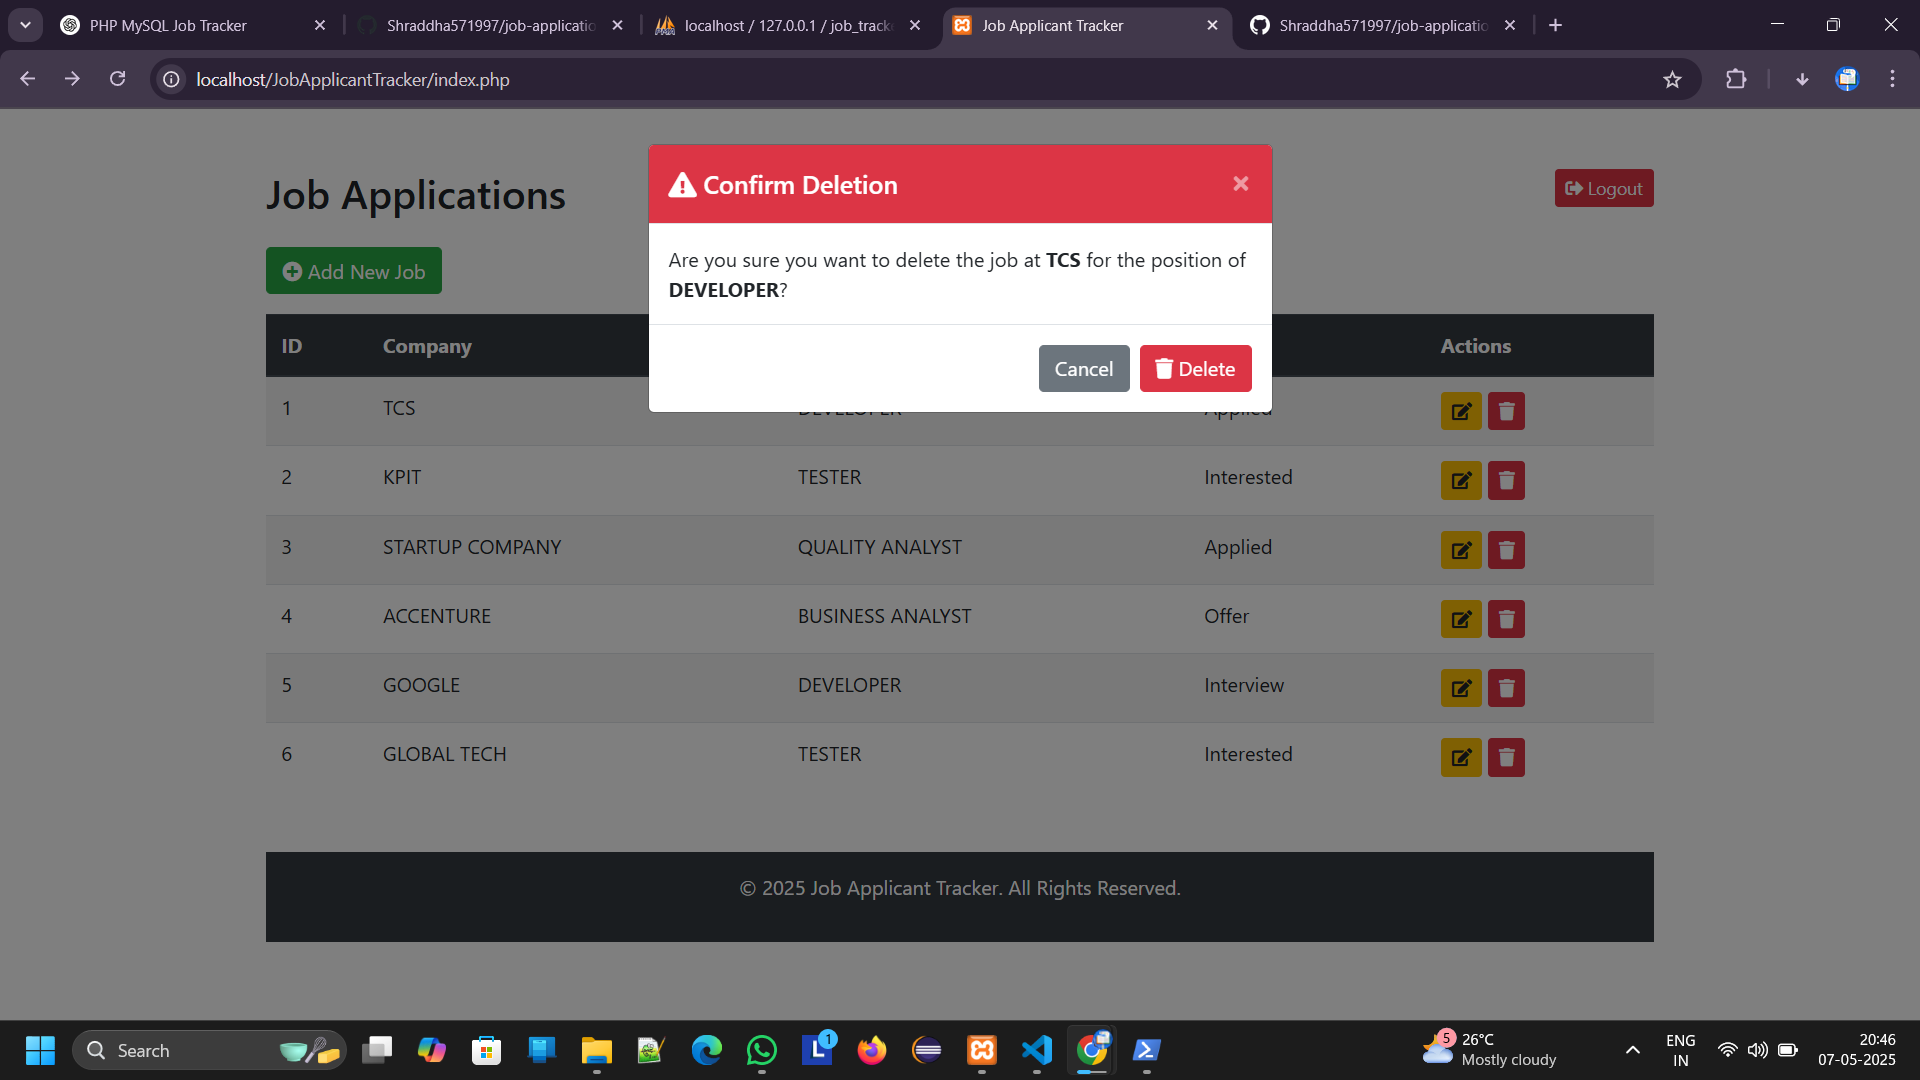 PHP MySQL Job Tracker
Shraddha571997/job-applicatio
localhost / 127.0.0.1 / job_track
Job Applicant Tracker
Shraddha571997/job-applicatio
localhost/JobApplicantTracker/index.php
Job Applications
Logout
Add New Job
Confirm Deletion
×
Are you sure you want to delete the job at TCS for the position of
DEVELOPER?
Cancel
Delete
ID Company Actions
1 TCS DEVELOPER Applied
2 KPIT TESTER Interested
3 STARTUP COMPANY QUALITY ANALYST Applied
4 ACCENTURE BUSINESS ANALYST Offer
5 GOOGLE DEVELOPER Interview
6 GLOBAL TECH TESTER Interested
© 2025 Job Applicant Tracker. All Rights Reserved.
Search
L
1
5
26°C
Mostly cloudy
ENG
IN
20:46
07-05-2025